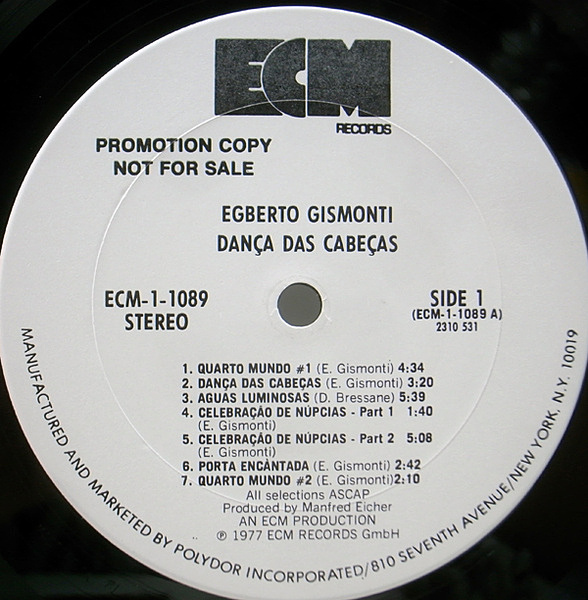 ECM
RECORDS
PROMOTION COPY
NOT FOR SALE
EGBERTO GISMONTI
DANÇA DAS CABEÇAS
ECM-1-1089
STEREO
SIDE 1
(ECM-1-1089 A)
2310 531
1. QUARTO MUNDO #1 (E. Gismonti) 4:34
2. DANÇA DAS CABEÇAS (E. Gismonti) 3:20
3. AGUAS LUMINOSAS (D. Bressane) 5:39
4. CELEBRAÇÃO DE NÚPCIAS - Part 1 1:40
(E. Gismonti)
5. CELEBRAÇÃO DE NÚPCIAS - Part 2 5:08
(E. Gismonti)
6. PORTA ENCANTADA (E. Gismonti) 2:42
7. QUARTO MUNDO #2 (E. Gismonti) 2:10
All selections ASCAP
Produced by Manfred Eicher
AN ECM PRODUCTION
℗ 1977 ECM RECORDS GmbH
MANUFACTURED AND MARKETED BY POLYDOR INCORPORATED/810 SEVENTH AVENUE/NEW YORK, N.Y. 10019